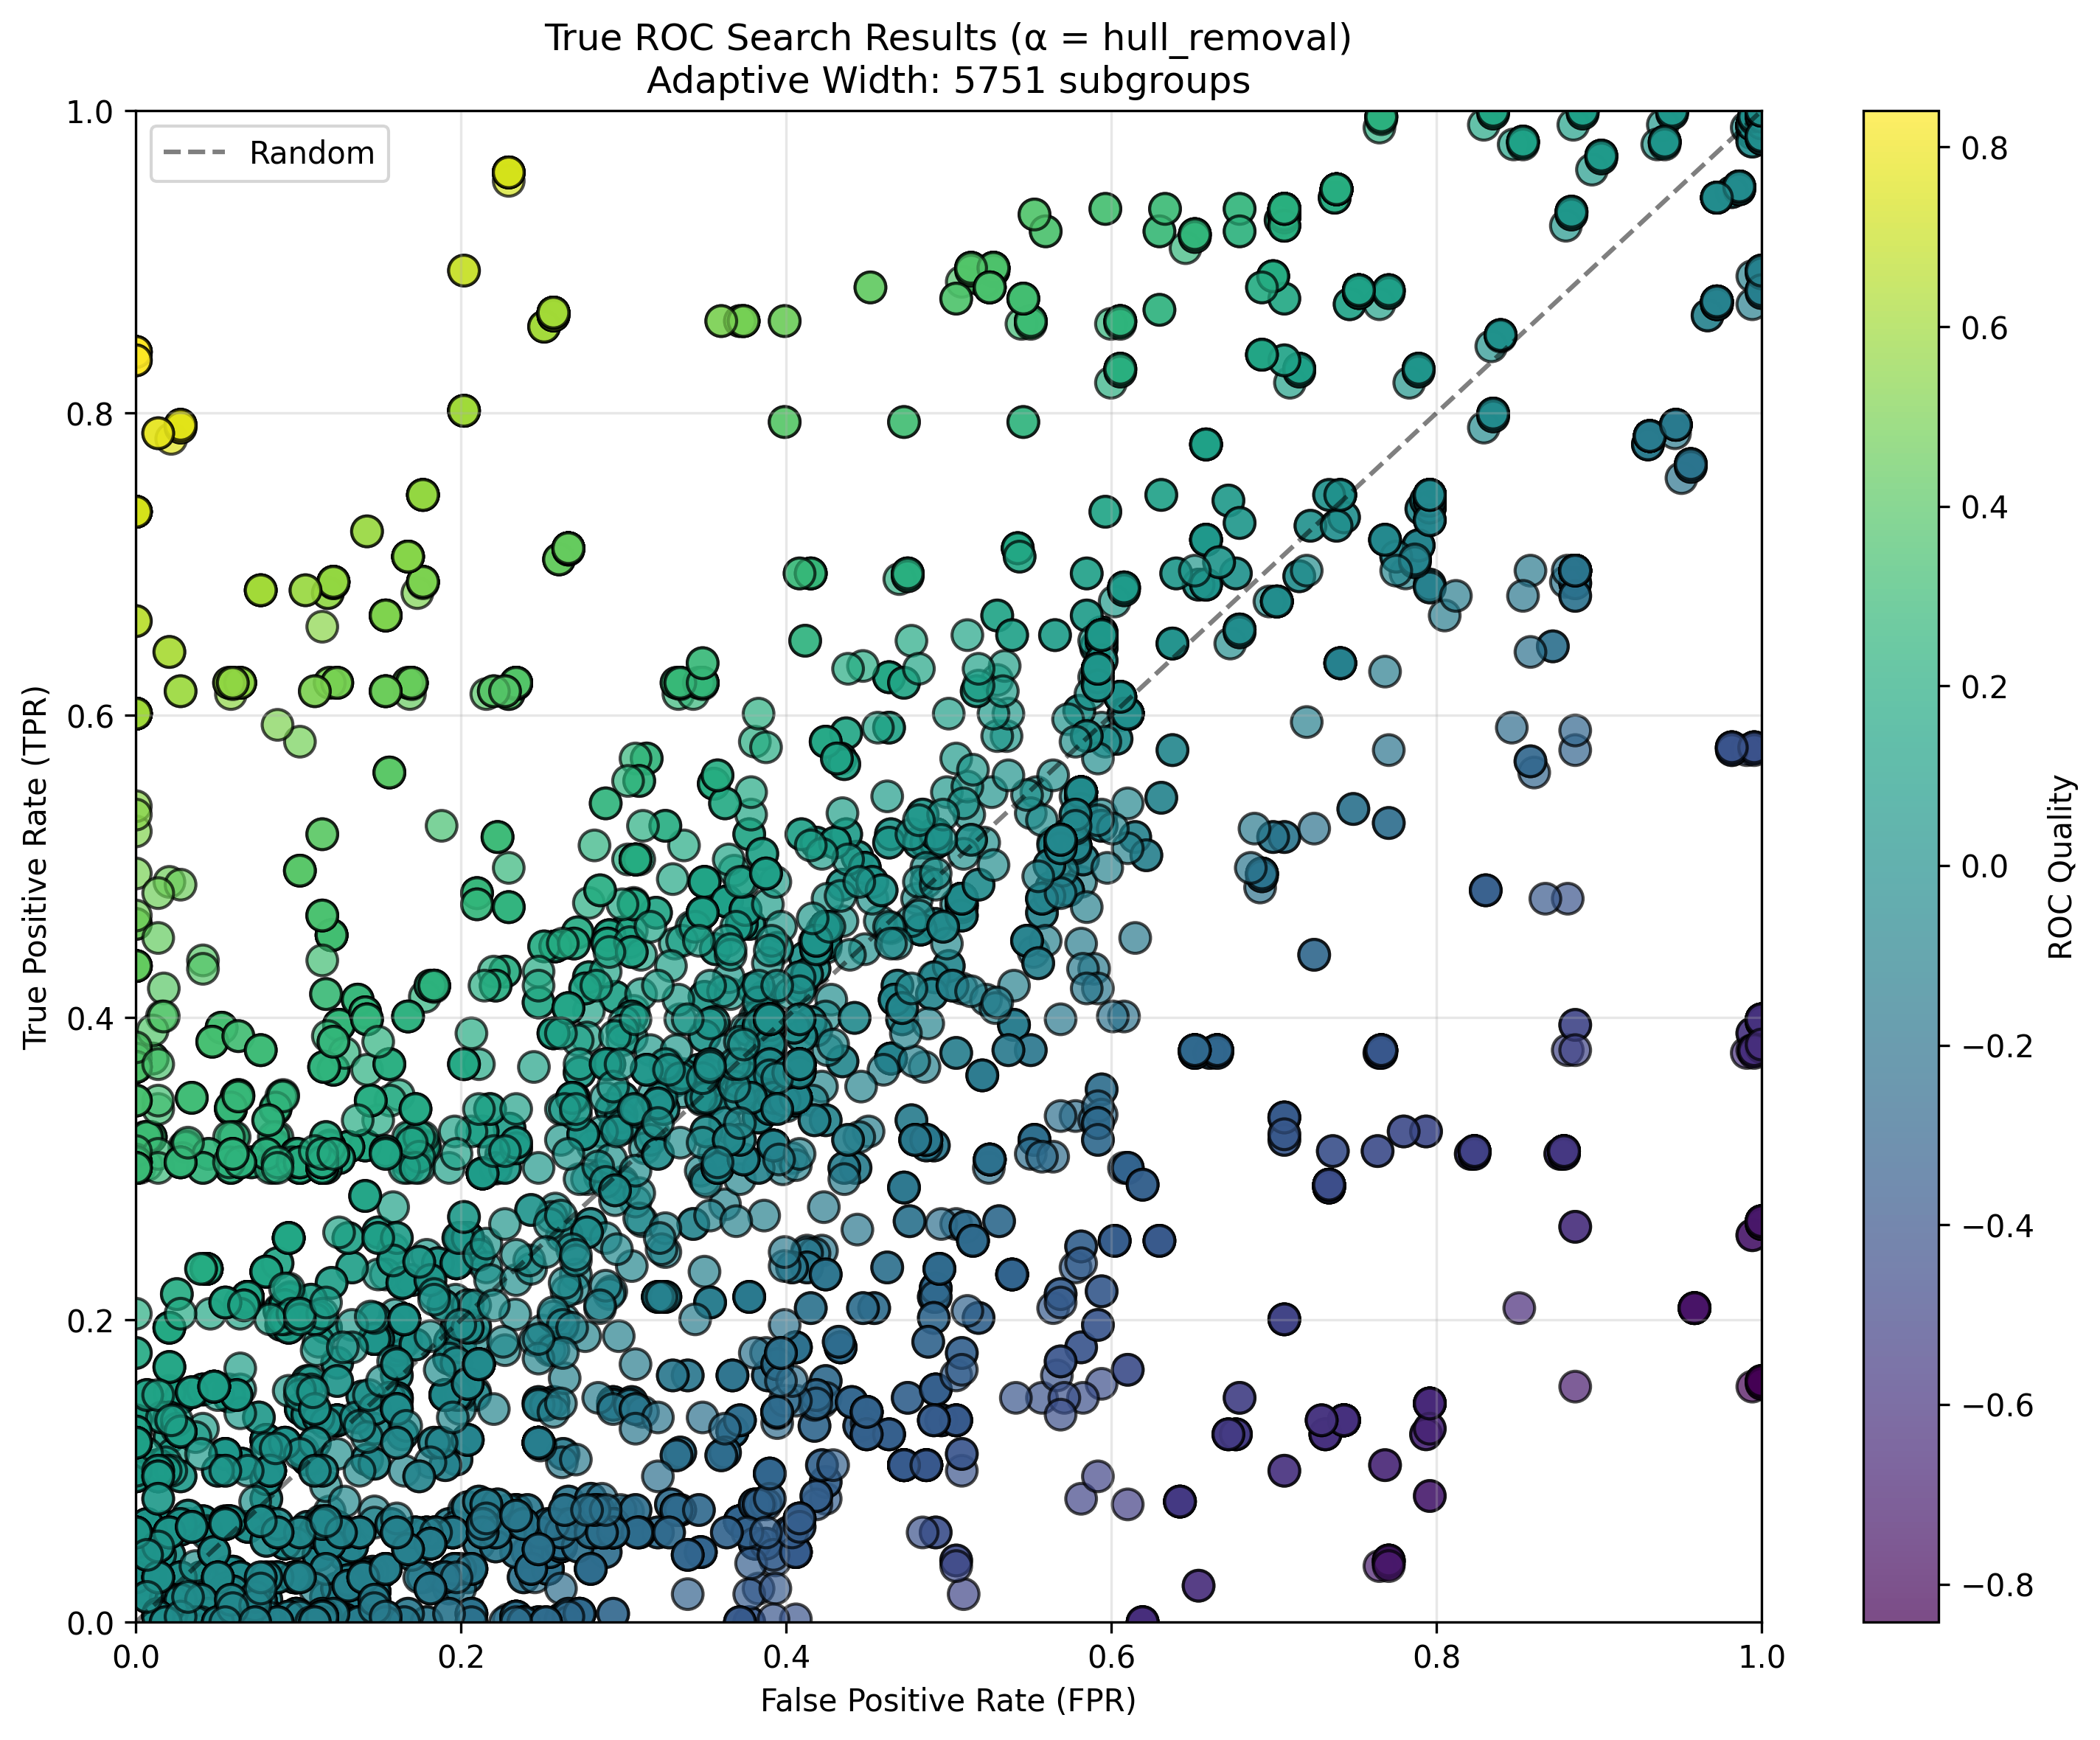 True ROC Search Results (α = hull_removal)
Adaptive Width: 5751 subgroups
Random
True Positive Rate (TPR)
1.0
0.8
0.6
0.4
0.2
0.0
0.0 0.2 0.4 0.6 0.8 1.0
False Positive Rate (FPR)
0.8
0.6
0.4
0.2
0.0
−0.2
−0.4
−0.6
−0.8
ROC Quality